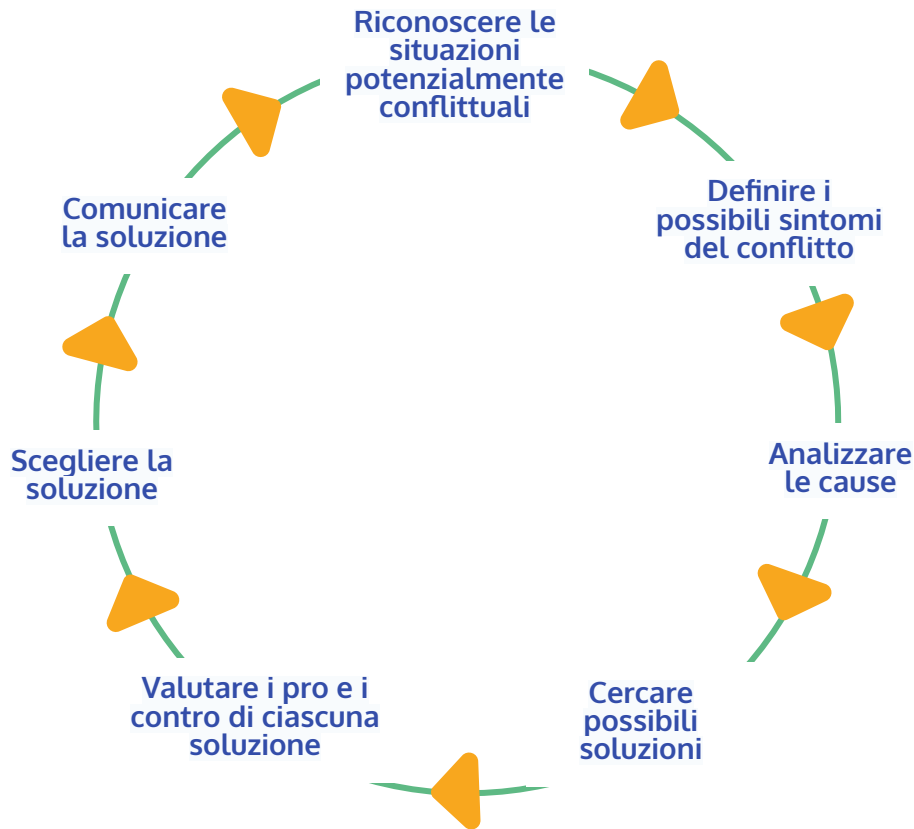 Riconoscere le
situazioni
potenzialmente
conflittuali
Definire i
possibili sintomi
del conflitto
Analizzare
le cause
Cercare
possibili
soluzioni
Valutare i pro e i
contro di ciascuna
soluzione
Scegliere la
soluzione
Comunicare
la soluzione